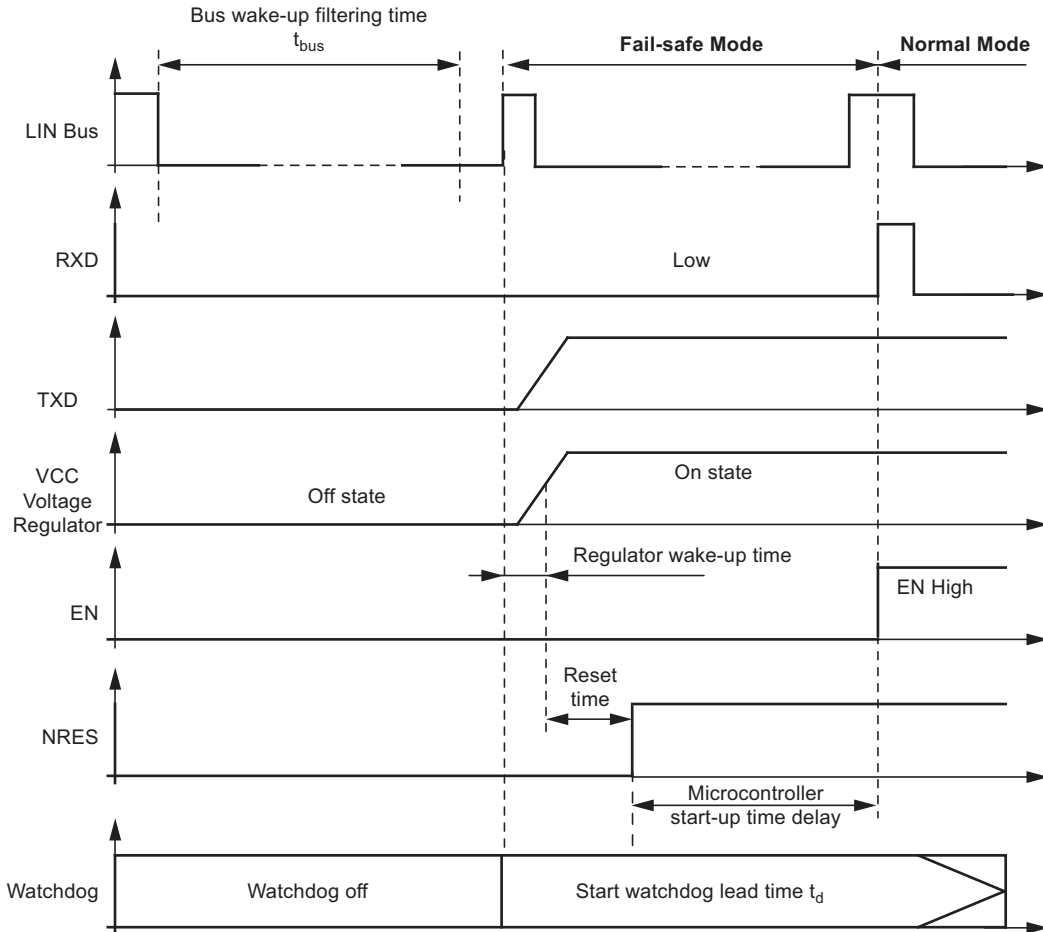 Bus wake-up filtering time
tbus
Fail-safe Mode
Normal Mode
LIN Bus
RXD
Low
TXD
VCC
Voltage
Regulator
Off state
On state
Regulator wake-up time
EN
EN High
Reset
time
NRES
Microcontroller
start-up time delay
Watchdog
Watchdog off
Start watchdog lead time td